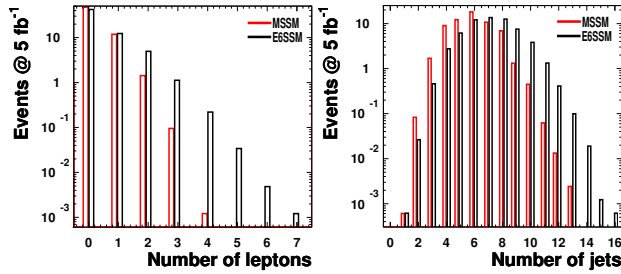 Events @ 5 fb-1
10
1
10-1
10-2
10-3
MSSM
E6SSM
0 1 2 3 4 5 6 7
Number of leptons
Events @ 5 fb-1
10
1
10-1
10-2
10-3
MSSM
E6SSM
0 2 4 6 8 10 12 14 16
Number of jets